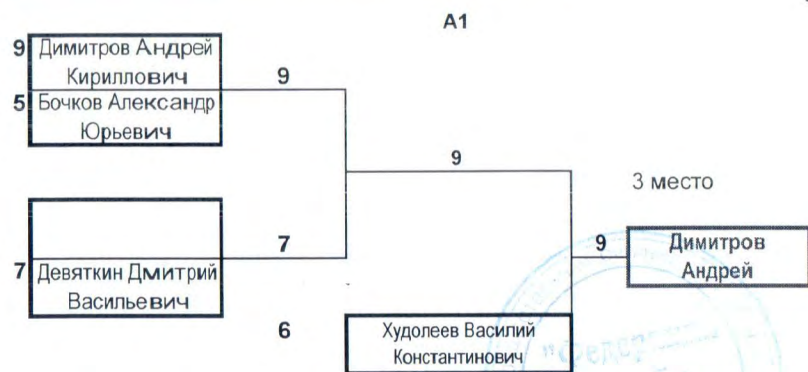 А1
9 Димитров Андрей
Кириллович
9
5 Бочков Александр
Юрьевич
9
3 место
7
7 Девяткин Дмитрий
Васильевич
9
Димитров
Андрей
6
Худолеев Василий
Константинович